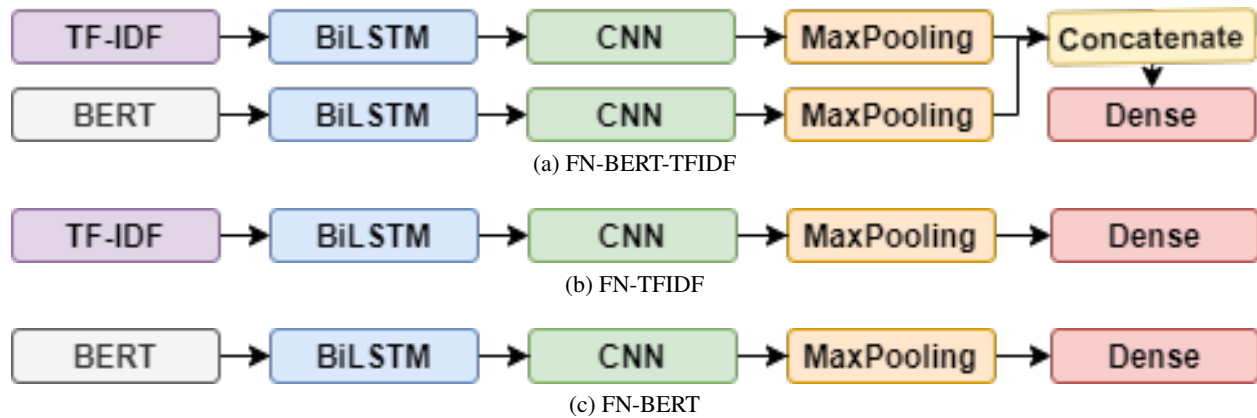 TF-IDF BiLSTM CNN MaxPooling Concatenate
BERT BiLSTM CNN MaxPooling Dense
(a) FN-BERT-TFIDF
TF-IDF BiLSTM CNN MaxPooling Dense
(b) FN-TFIDF
BERT BiLSTM CNN MaxPooling Dense
(c) FN-BERT